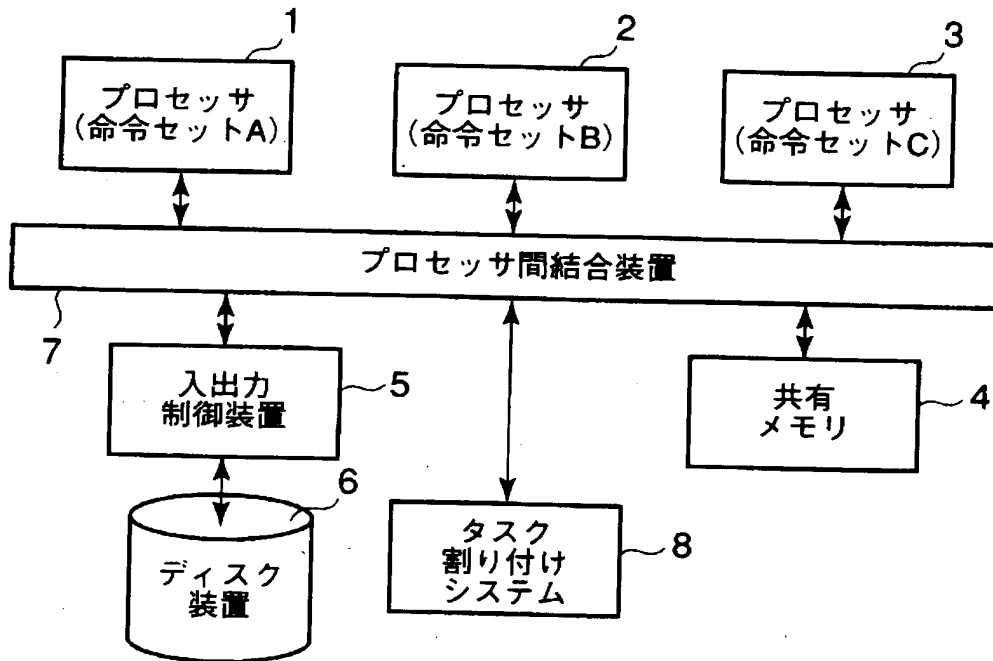 1
プロセッサ
(命令セットA)
2
プロセッサ
(命令セットB)
3
プロセッサ
(命令セットC)
プロセッサ間結合装置
7
入出力
制御装置
5
共有
メモリ
4
6
ディスク
装置
タスク
割り付け
システム
8